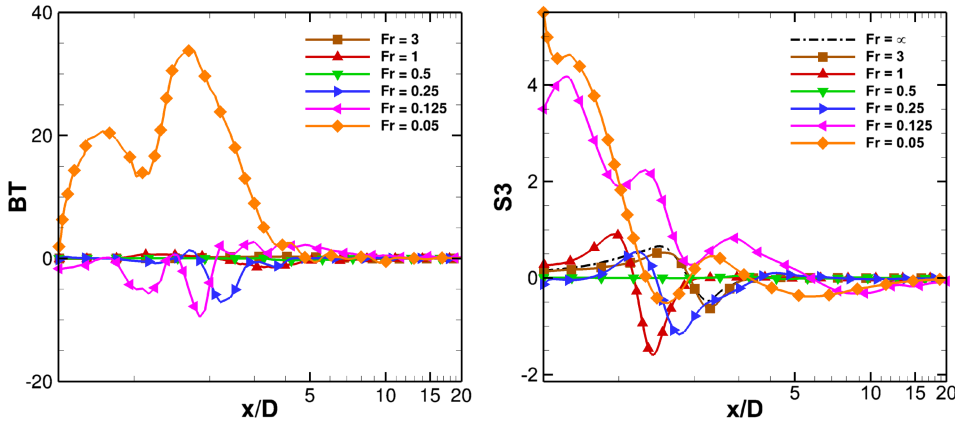 40
20
0
-20
BT
Fr = 3
Fr = 1
Fr = 0.5
Fr = 0.25
Fr = 0.125
Fr = 0.05
5 10 15 20
x/D
4
2
0
-2
S3
Fr = ∞
Fr = 3
Fr = 1
Fr = 0.5
Fr = 0.25
Fr = 0.125
Fr = 0.05
5 10 15 20
x/D